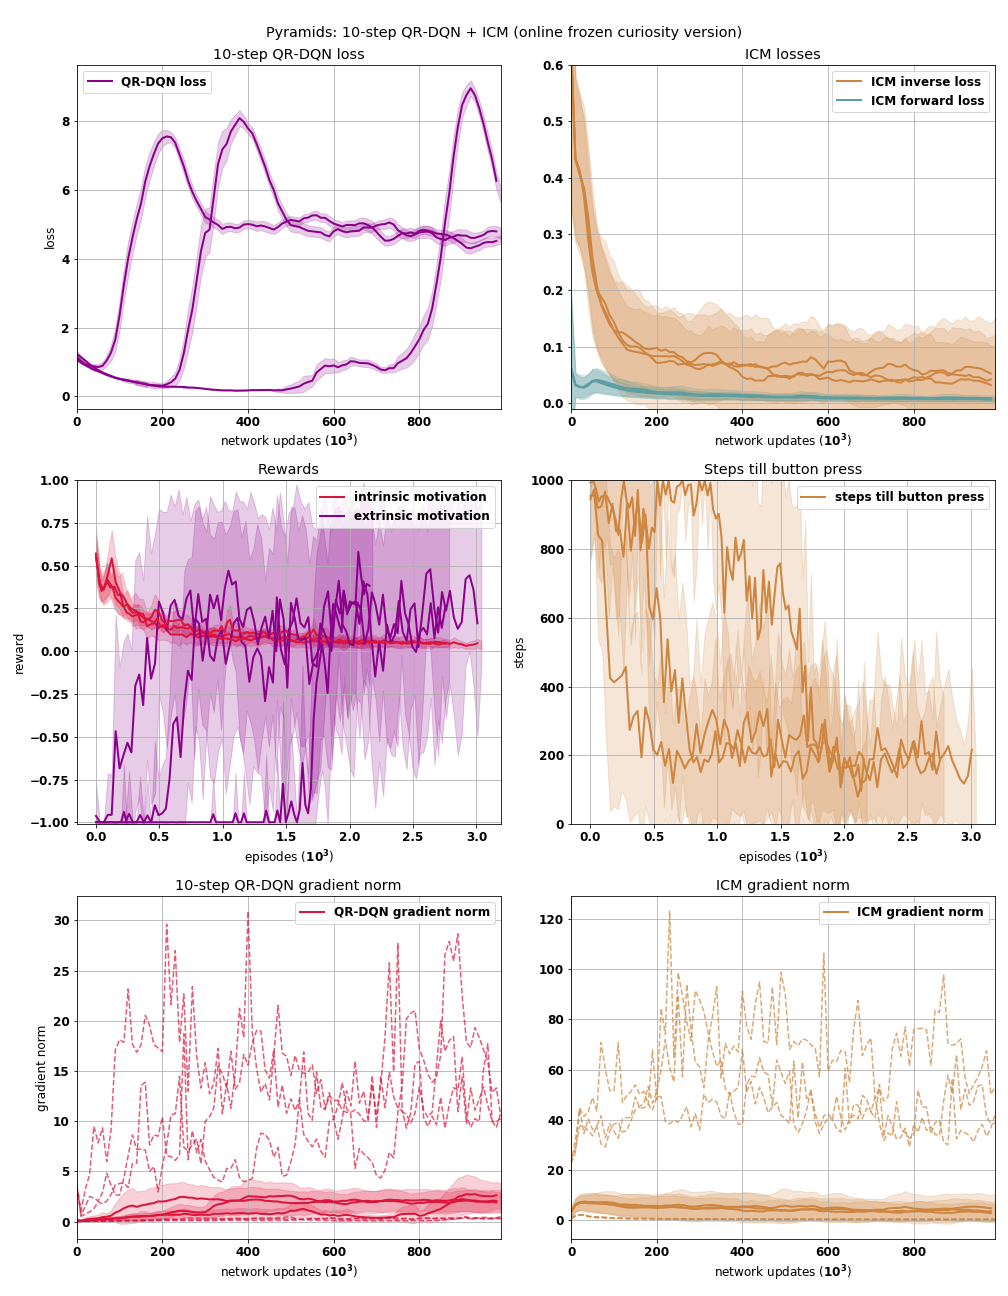 Pyramids: 10-step QR-DQN + ICM (online frozen curiosity version)
10-step QR-DQN loss
QR-DQN loss
8
6
4
2
0
loss
0 200 400 600 800
network updates (10³)
ICM losses
ICM inverse loss
ICM forward loss
0.6
0.5
0.4
0.3
0.2
0.1
0.0
0 200 400 600 800
network updates (10³)
Rewards
intrinsic motivation
extrinsic motivation
1.00
0.75
0.50
0.25
0.00
−0.25
−0.50
−0.75
−1.00
reward
0.0 0.5 1.0 1.5 2.0 2.5 3.0
episodes (10³)
Steps till button press
steps till button press
1000
800
600
400
200
0
steps
0.0 0.5 1.0 1.5 2.0 2.5 3.0
episodes (10³)
10-step QR-DQN gradient norm
QR-DQN gradient norm
30
25
20
15
10
5
0
gradient norm
0 200 400 600 800
network updates (10³)
ICM gradient norm
ICM gradient norm
120
100
80
60
40
20
0
0 200 400 600 800
network updates (10³)